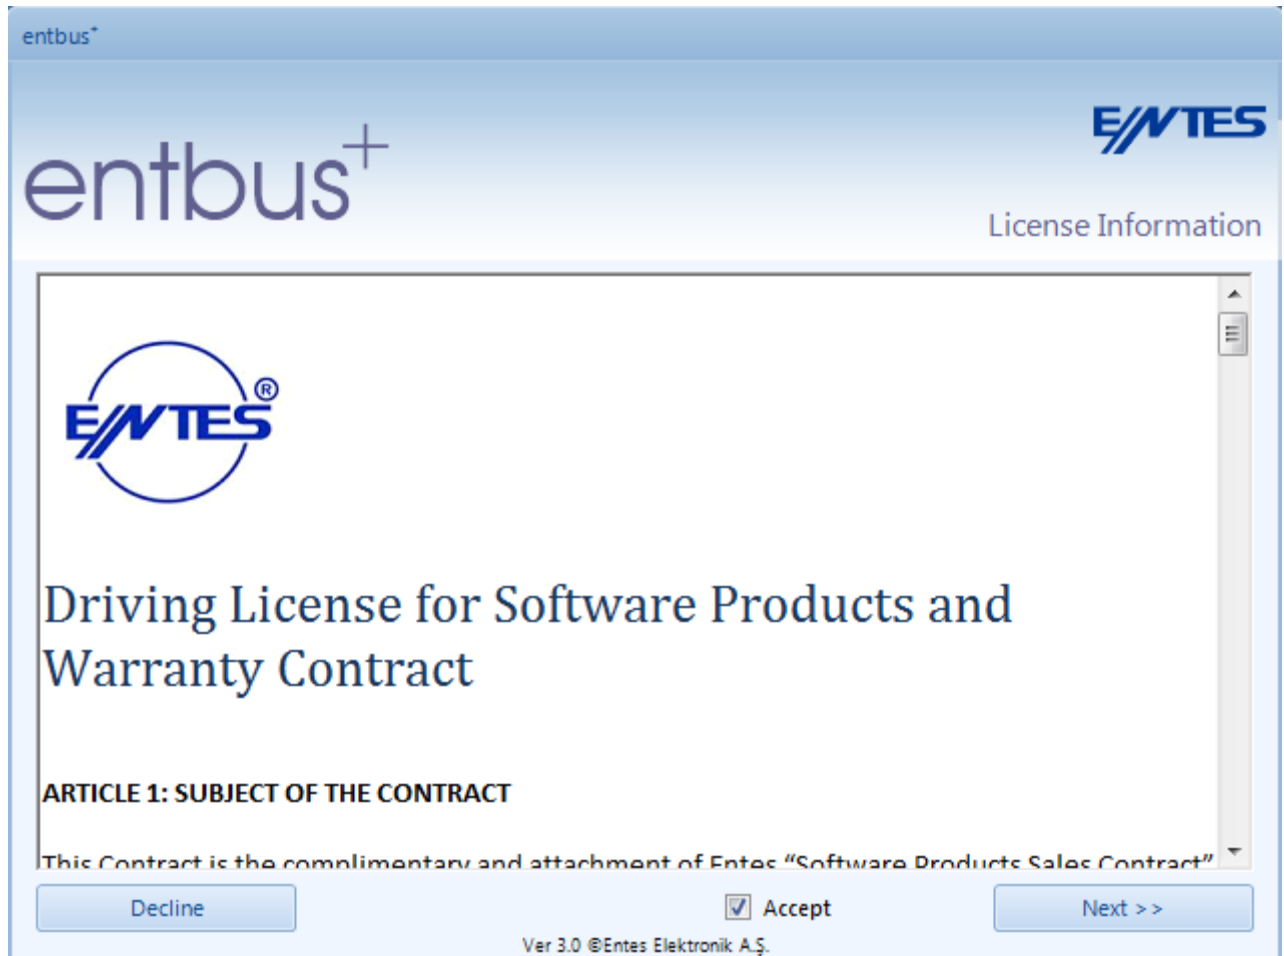 entbus+
entbus+
ENTES
License Information
ENTES®
Driving License for Software Products and
Warranty Contract
ARTICLE 1: SUBJECT OF THE CONTRACT
This Contract is the complimentary and attachment of Entes “Software Products Sales Contract”
Decline
Accept
Next >>
Ver 3.0 ©Entes Elektronik A.Ş.